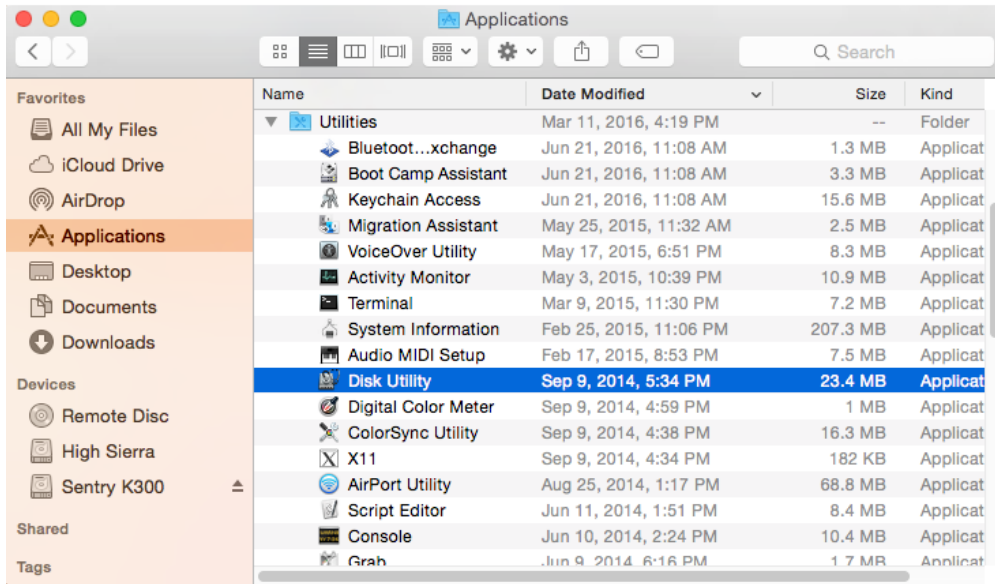 Applications
Search
Favorites
All My Files
iCloud Drive
AirDrop
Applications
Desktop
Documents
Downloads
Devices
Remote Disc
High Sierra
Sentry K300
Shared
Tags
Name Date Modified Size Kind
Utilities Mar 11, 2016, 4:19 PM -- Folder
Bluetoot...xchange Jun 21, 2016, 11:08 AM 1.3 MB Applicat
Boot Camp Assistant Jun 21, 2016, 11:08 AM 3.3 MB Applicat
Keychain Access Jun 21, 2016, 11:08 AM 15.6 MB Applicat
Migration Assistant May 25, 2015, 11:32 AM 2.5 MB Applicat
VoiceOver Utility May 17, 2015, 6:51 PM 8.3 MB Applicat
Activity Monitor May 3, 2015, 10:39 PM 10.9 MB Applicat
Terminal Mar 9, 2015, 11:30 PM 7.2 MB Applicat
System Information Feb 25, 2015, 11:06 PM 207.3 MB Applicat
Audio MIDI Setup Feb 17, 2015, 8:53 PM 7.5 MB Applicat
Disk Utility Sep 9, 2014, 5:34 PM 23.4 MB Applicat
Digital Color Meter Sep 9, 2014, 4:59 PM 1 MB Applicat
ColorSync Utility Sep 9, 2014, 4:38 PM 16.3 MB Applicat
X11 Sep 9, 2014, 4:34 PM 182 KB Applicat
AirPort Utility Aug 25, 2014, 1:17 PM 68.8 MB Applicat
Script Editor Jun 11, 2014, 1:51 PM 8.4 MB Applicat
Console Jun 10, 2014, 2:24 PM 10.4 MB Applicat
Grab Jun 9, 2014, 6:16 PM 1.7 MB Applicat